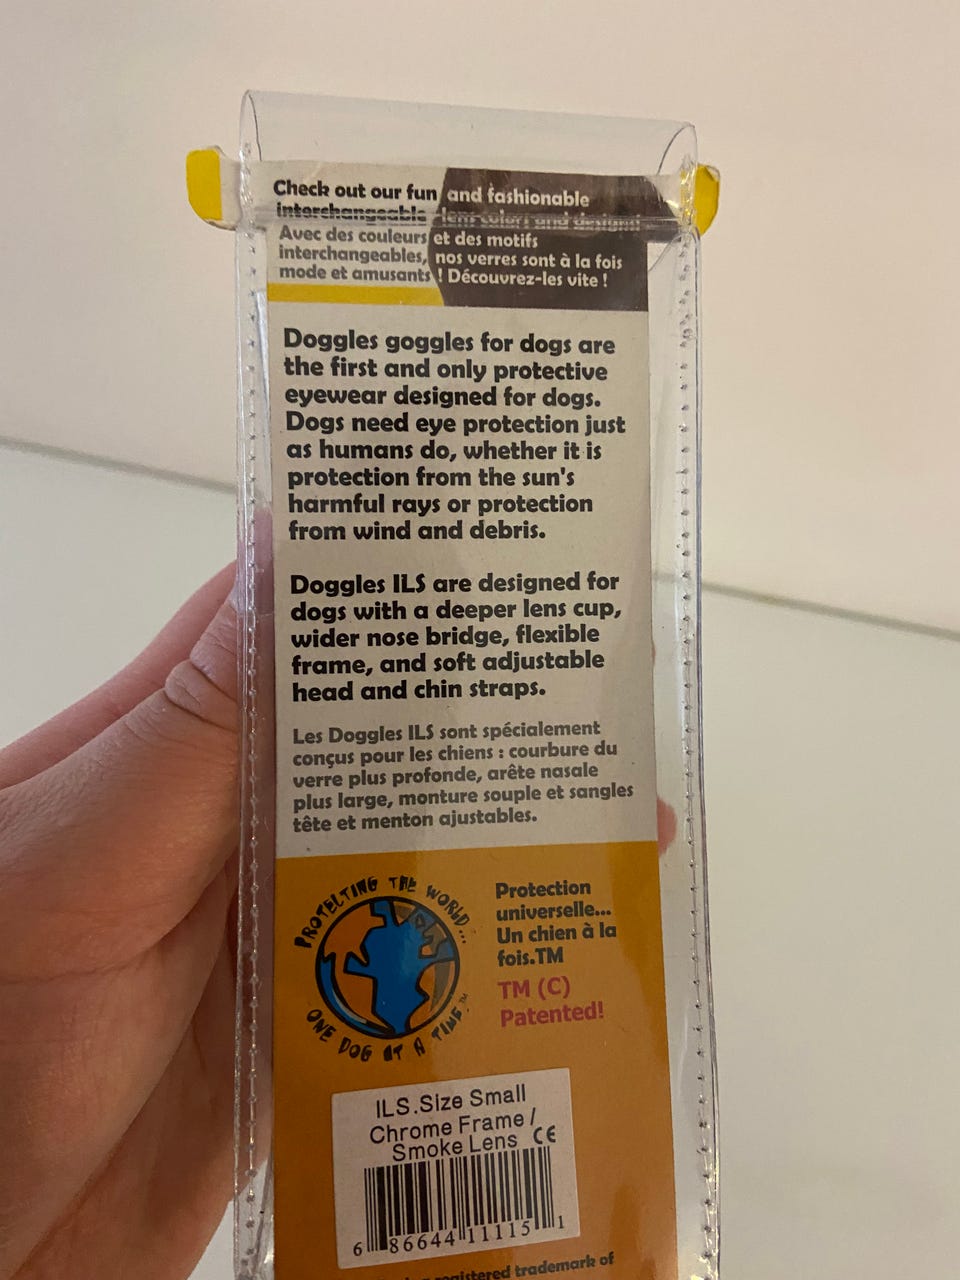 Check out our fun and fashionable
interchangeable lens colors and designs!
Avec des couleurs et des motifs
interchangeables, nos verres sont à la fois
mode et amusants ! Découvrez-les vite !
Doggles goggles for dogs are
the first and only protective
eyewear designed for dogs.
Dogs need eye protection just
as humans do, whether it is
protection from the sun's
harmful rays or protection
from wind and debris.
Doggles ILS are designed for
dogs with a deeper lens cup,
wider nose bridge, flexible
frame, and soft adjustable
head and chin straps.
Les Doggles ILS sont spécialement
conçus pour les chiens : courbure du
verre plus profonde, arête nasale
plus large, monture souple et sangles
tête et menton ajustables.
PROTECTING THE WORLD...
ONE DOG AT A TIME.™
Protection
universelle...
Un chien à la
fois.TM
TM (C)
Patented!
ILS.Size Small
Chrome Frame /
Smoke Lens CE
6 86644 11115 1
registered trademark of